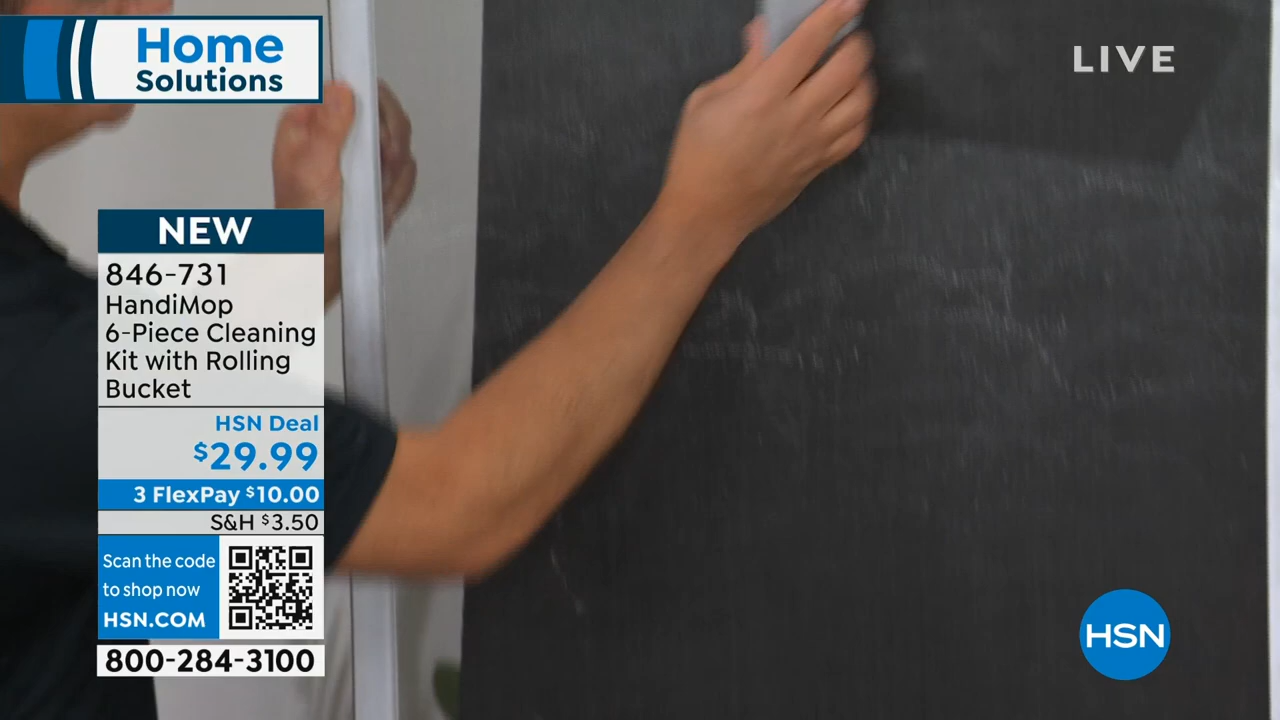 Home
Solutions
LIVE
NEW
846-731
HandiMop
6-Piece Cleaning
Kit with Rolling
Bucket
HSN Deal
$29.99
3 FlexPay $10.00
S&H $3.50
Scan the code
to shop now
HSN.COM
800-284-3100
HSN